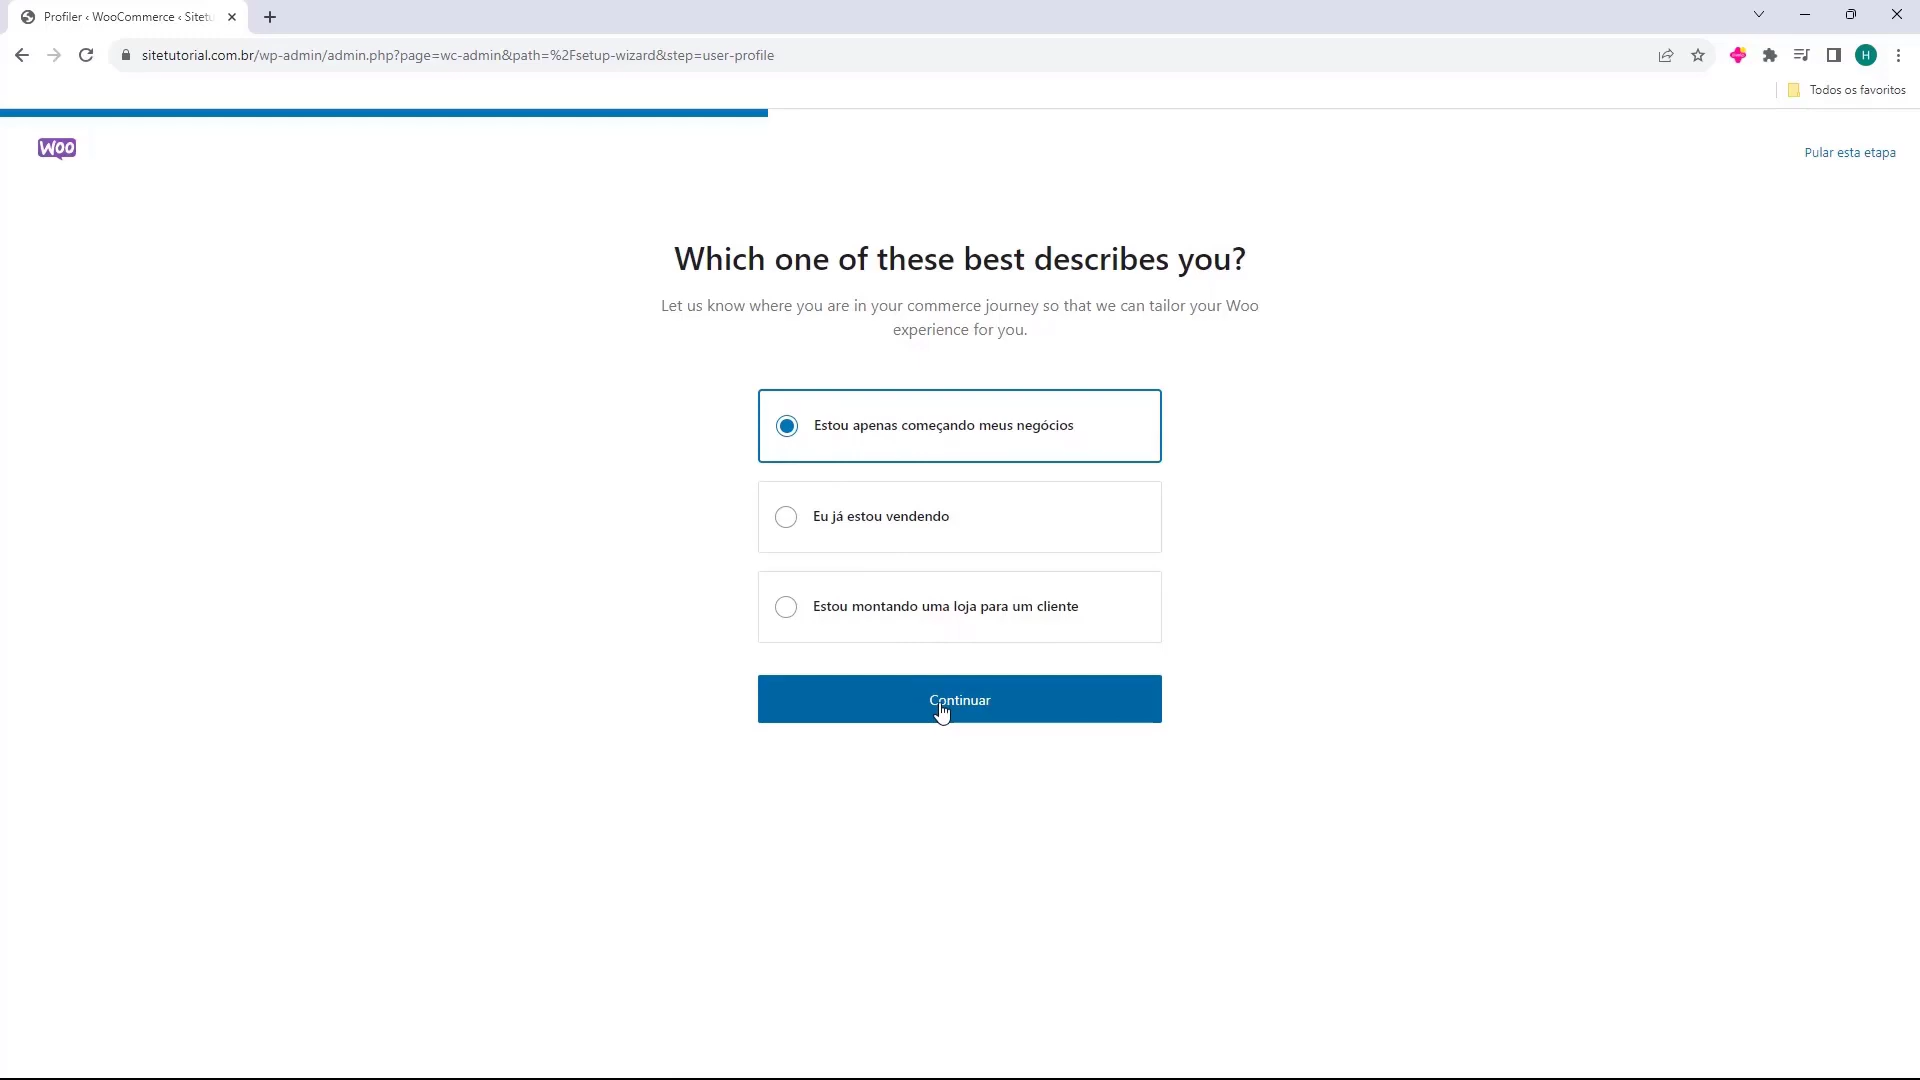 Profiler ‹ WooCommerce ‹ Sitetu
sitetutorial.com.br/wp-admin/admin.php?page=wc-admin&path=%2Fsetup-wizard&step=user-profile
H
Todos os favoritos
WOO
Pular esta etapa
Which one of these best describes you?
Let us know where you are in your commerce journey so that we can tailor your Woo
experience for you.
Estou apenas começando meus negócios
Eu já estou vendendo
Estou montando uma loja para um cliente
Continuar